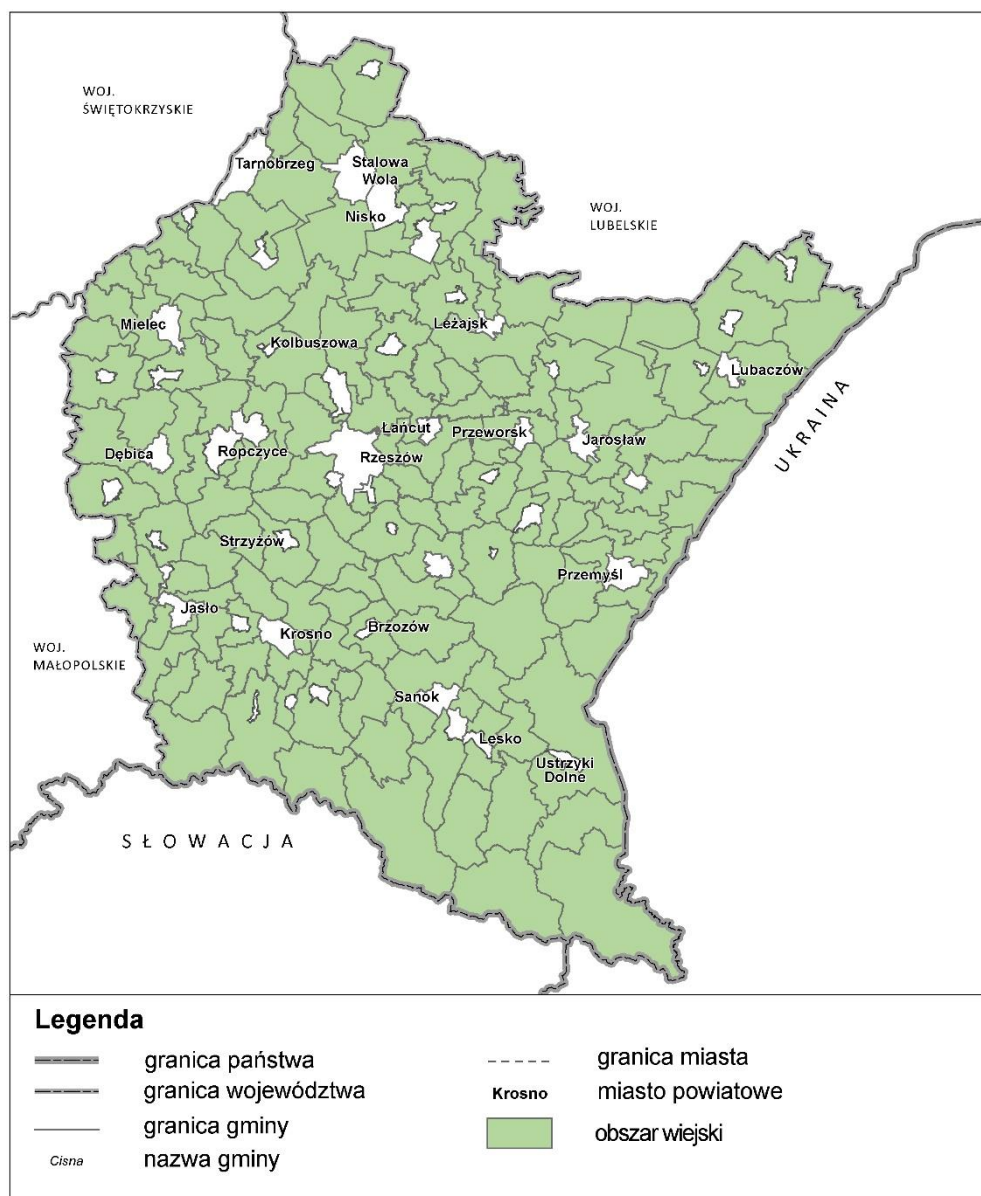 WOJ.
ŚWIĘTOKRZYSKIE
Tarnobrzeg
Stalowa
Wola
Nisko
WOJ.
LUBELSKIE
Mielec
Leżajsk
Kolbuszowa
Lubaczów
UKRAINA
Łańcut
Przeworsk
Jarosław
Dębica
Ropczyce
Rzeszów
Strzyżów
Przemyśl
Jasło
Krosno
Brzozów
WOJ.
MAŁOPOLSKIE
Sanok
Lesko
Ustrzyki
Dolne
SŁOWACJA
Legenda
granica państwa
granica województwa
granica gminy
Cisna nazwa gminy
granica miasta
Krosno miasto powiatowe
obszar wiejski